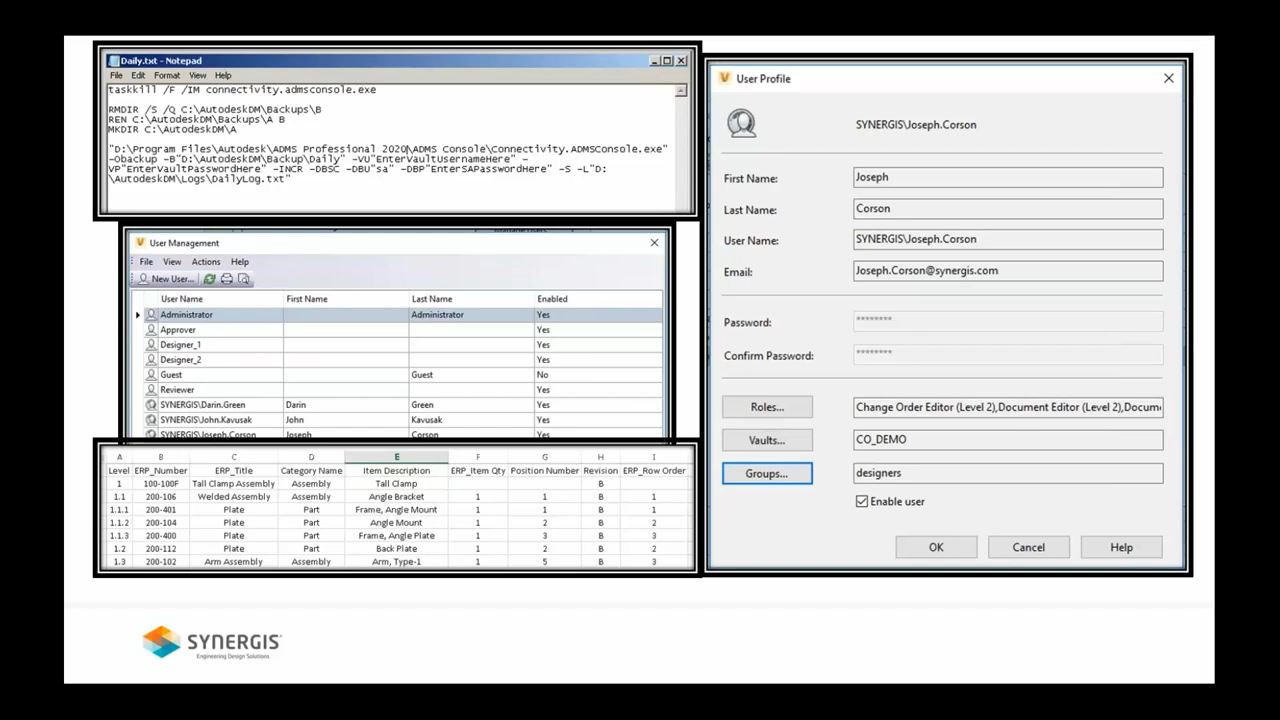 Daily.txt - Notepad
File Edit Format View Help
taskkill /F /IM connectivity.admsconsole.exe
RMDIR /S /Q C:\AutodeskDM\Backups\B
REN C:\AutodeskDM\Backups\A B
MKDIR C:\AutodeskDM\A
"D:\Program Files\Autodesk\ADMS Professional 2020\ADMS Console\Connectivity.ADMSConsole.exe"
-Obackup -B"D:\AutodeskDM\Backup\Daily" -VU"EnterVaultUsernameHere" -
VP"EnterVaultPasswordHere" -INCR -DBSC -DBU"sa" -DBP"EnterSAPasswordHere" -S -L"D:
\AutodeskDM\Logs\DailyLog.txt"
User Management
File View Actions Help
New User...
User Name First Name Last Name Enabled
Administrator Administrator Yes
Approver Yes
Designer_1 Yes
Designer_2 Yes
Guest Guest No
Reviewer Yes
SYNERGIS\Darin.Green Darin Green Yes
SYNERGIS\John.Kavusak John Kavusak Yes
SYNERGIS\Joseph.Corson Joseph Corson Yes
A B C D E F G H I
Level ERP_Number ERP_Title Category Name Item Description ERP_Item Qty Position Number Revision ERP_Row Order
1 100-100F Tall Clamp Assembly Assembly Tall Clamp B
1.1 200-106 Welded Assembly Assembly Angle Bracket 1 1 B 1
1.1.1 200-401 Plate Part Frame, Angle Mount 1 1 B 1
1.1.2 200-104 Plate Part Angle Mount 1 2 B 2
1.1.3 200-400 Plate Part Frame, Angle Plate 1 3 B 3
1.2 200-112 Plate Part Back Plate 1 2 B 2
1.3 200-102 Arm Assembly Assembly Arm, Type-1 1 5 B 3
User Profile
SYNERGIS\Joseph.Corson
First Name: Joseph
Last Name: Corson
User Name: SYNERGIS\Joseph.Corson
Email: Joseph.Corson@synergis.com
Password: ********
Confirm Password: ********
Roles... Change Order Editor (Level 2),Document Editor (Level 2),Docum
Vaults... CO_DEMO
Groups... designers
Enable user
OK Cancel Help
SYNERGIS
Engineering Design Solutions